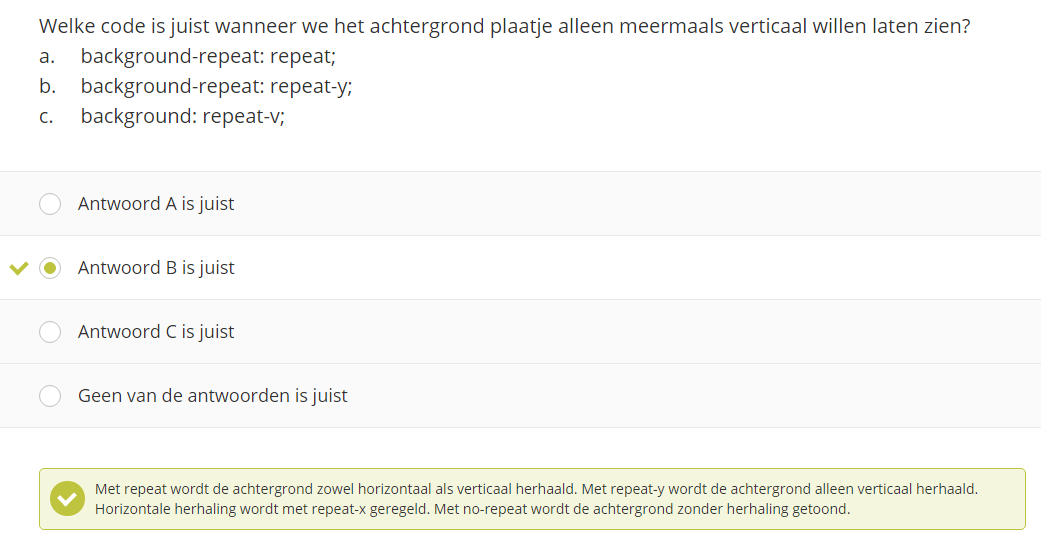 Welke code is juist wanneer we het achtergrond plaatje alleen meermaals verticaal willen laten zien?
a. background-repeat: repeat;
b. background-repeat: repeat-y;
c. background: repeat-v;
Antwoord A is juist
Antwoord B is juist
Antwoord C is juist
Geen van de antwoorden is juist
Met repeat wordt de achtergrond zowel horizontaal als verticaal herhaald. Met repeat-y wordt de achtergrond alleen verticaal herhaald.
Horizontale herhaling wordt met repeat-x geregeld. Met no-repeat wordt de achtergrond zonder herhaling getoond.